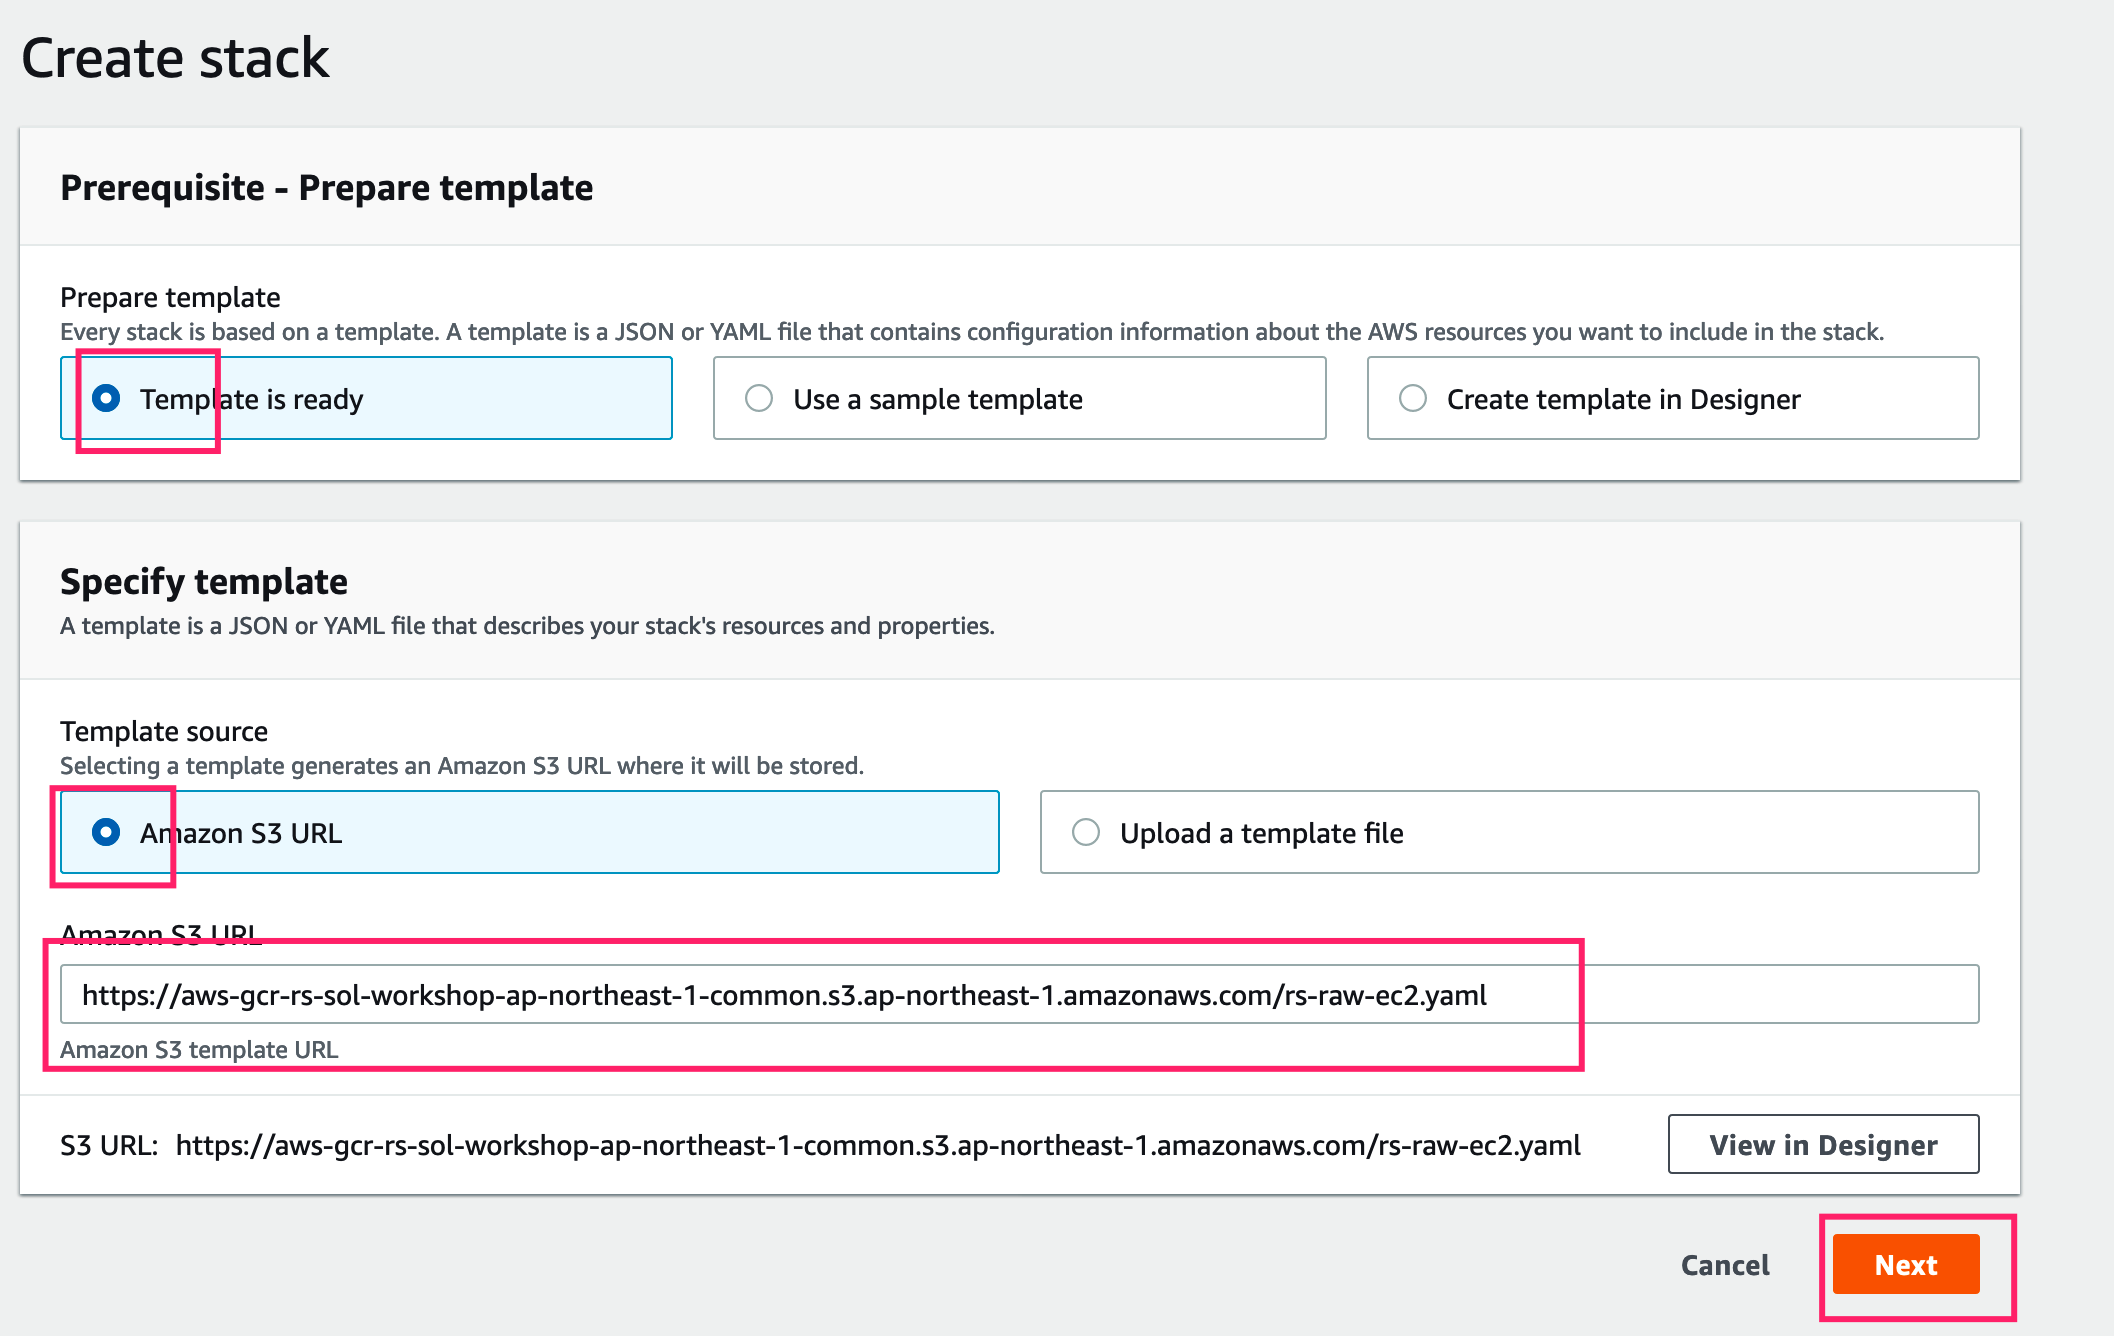 Create stack
Prerequisite - Prepare template
Prepare template
Every stack is based on a template. A template is a JSON or YAML file that contains configuration information about the AWS resources you want to include in the stack.
Template is ready
Use a sample template
Create template in Designer
Specify template
A template is a JSON or YAML file that describes your stack's resources and properties.
Template source
Selecting a template generates an Amazon S3 URL where it will be stored.
Amazon S3 URL
Upload a template file
Amazon S3 URL
https://aws-gcr-rs-sol-workshop-ap-northeast-1-common.s3.ap-northeast-1.amazonaws.com/rs-raw-ec2.yaml
Amazon S3 template URL
S3 URL: https://aws-gcr-rs-sol-workshop-ap-northeast-1-common.s3.ap-northeast-1.amazonaws.com/rs-raw-ec2.yaml
View in Designer
Cancel
Next